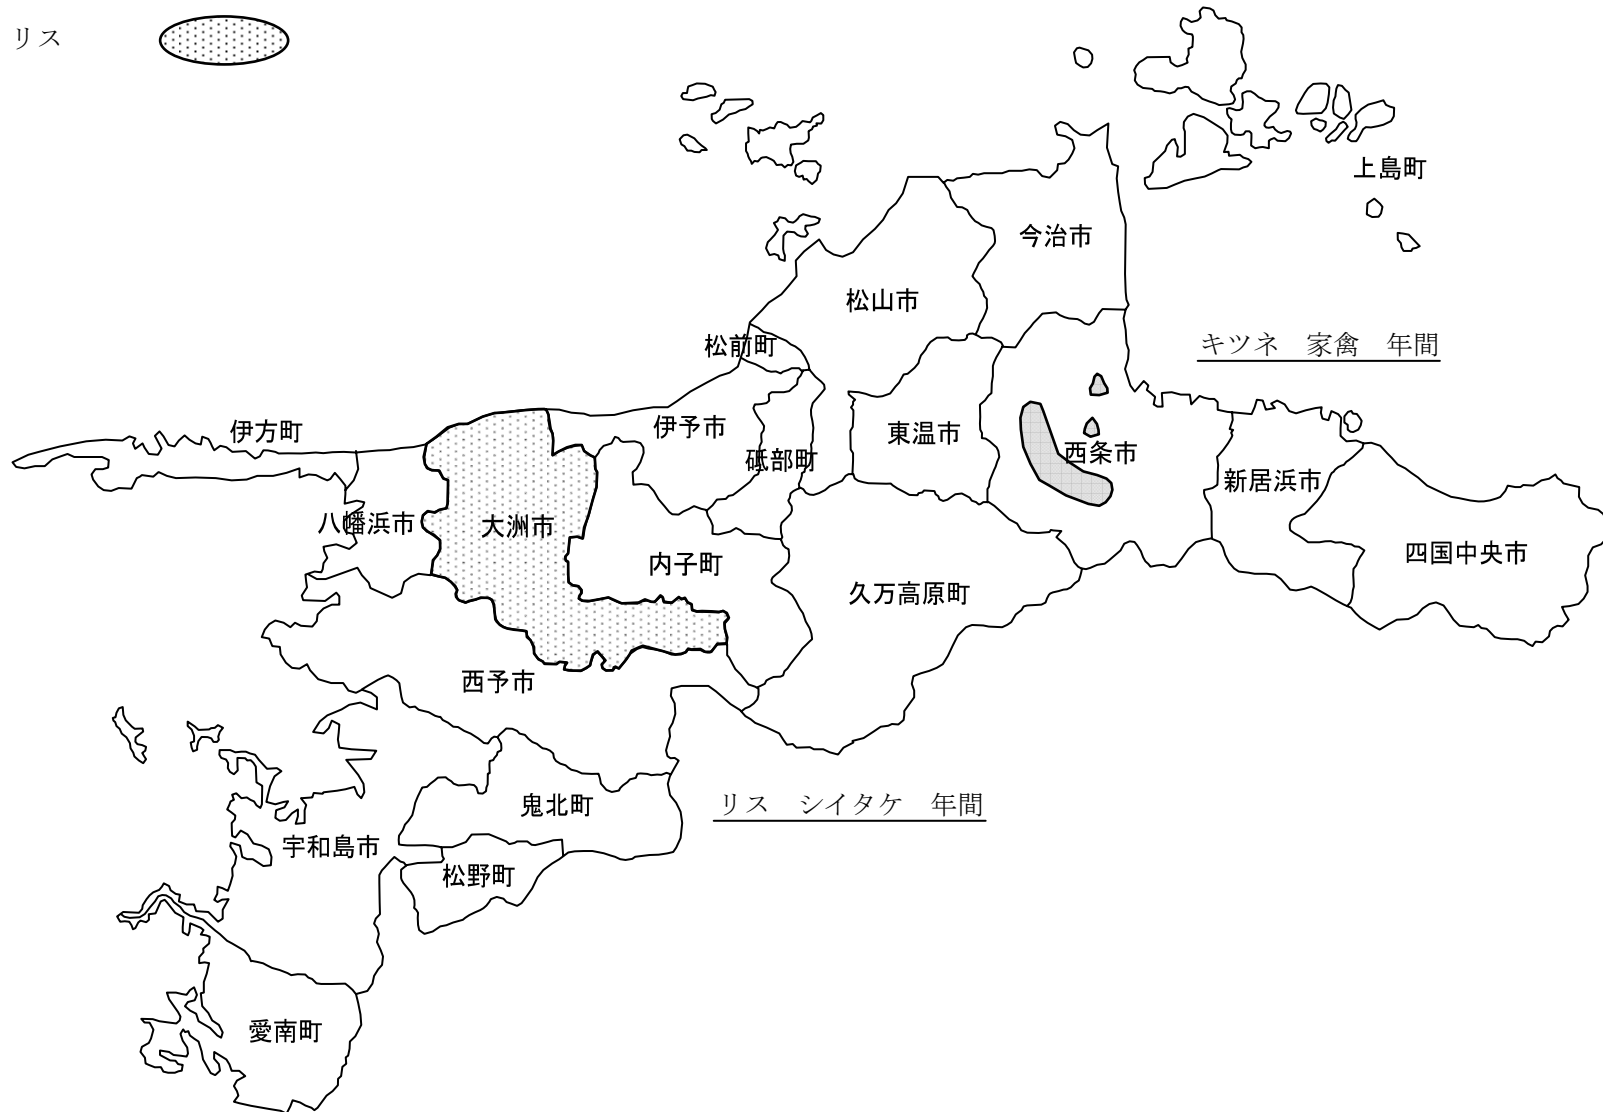 リス
上島町
今治市
松山市
松前町
キツネ　家禽　年間
伊方町
伊予市
東温市
西条市
砥部町
新居浜市
八幡浜市
大洲市
内子町
四国中央市
久万高原町
西予市
鬼北町
リス　シイタケ　年間
宇和島市
松野町
愛南町